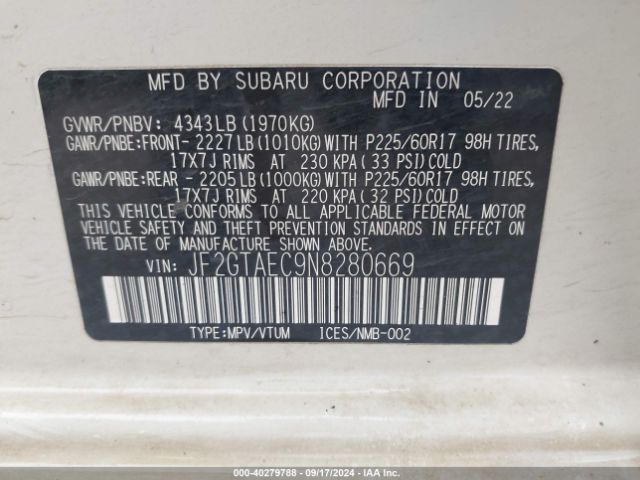 MFD BY SUBARU CORPORATION
MFD IN 05/22
GVWR/PNBV: 4343LB (1970KG)
GAWR/PNBE:FRONT- 2227LB (1010KG) WITH P225/60R17 98H TIRES,
17X7J RIMS AT 230 KPA (33 PSI) COLD
GAWR/PNBE:REAR - 2205LB (1000KG) WITH P225/60R17 98H TIRES,
17X7J RIMS AT 220 KPA (32 PSI) COLD
THIS VEHICLE CONFORMS TO ALL APPLICABLE FEDERAL MOTOR
VEHICLE SAFETY AND THEFT PREVENTION STANDARDS IN EFFECT
ON THE DATE OF MANUFACTURE SHOWN ABOVE.
VIN: JF2GTAEC9N8280669
TYPE:MPV/VTUM ICES/NMB-002
000-40279788 - 09/17/2024 - IAA Inc.